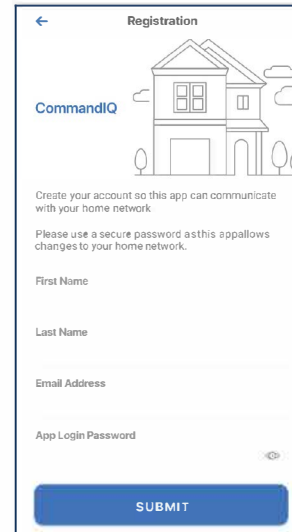 Registration
CommandIQ
Create your account so this app can communicate
with your home network
Please use a secure password asthis appallows
changes to your home network.
First Name
Last Name
Email Address
App Login Password
SUBMIT